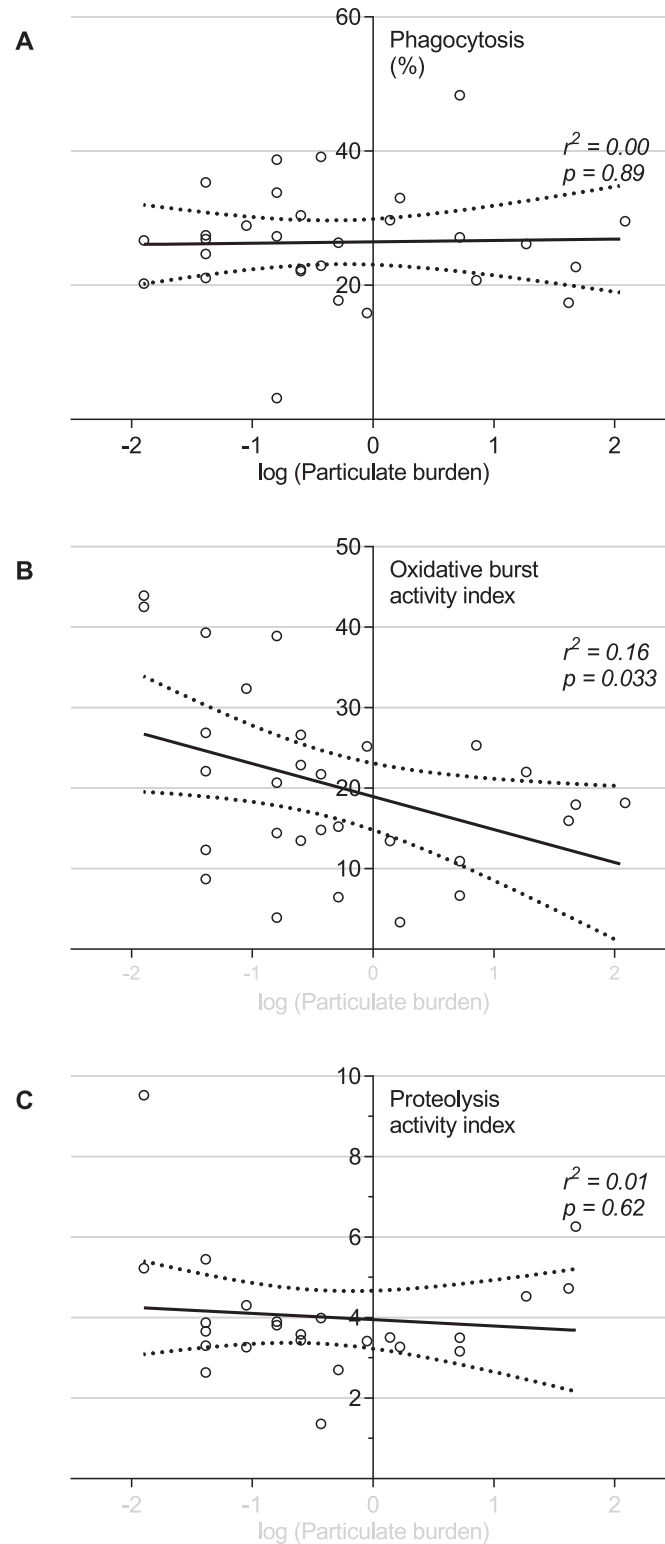 A
60
Phagocytosis
(%)
40
r² = 0.00
p = 0.89
20
-2 -1 0 1 2
log (Particulate burden)
B
50
Oxidative burst
activity index
40
r² = 0.16
p = 0.033
30
20
10
-2 -1 0 1 2
log (Particulate burden)
C
10
Proteolysis
activity index
8
r² = 0.01
p = 0.62
6
4
2
-2 -1 0 1 2
log (Particulate burden)